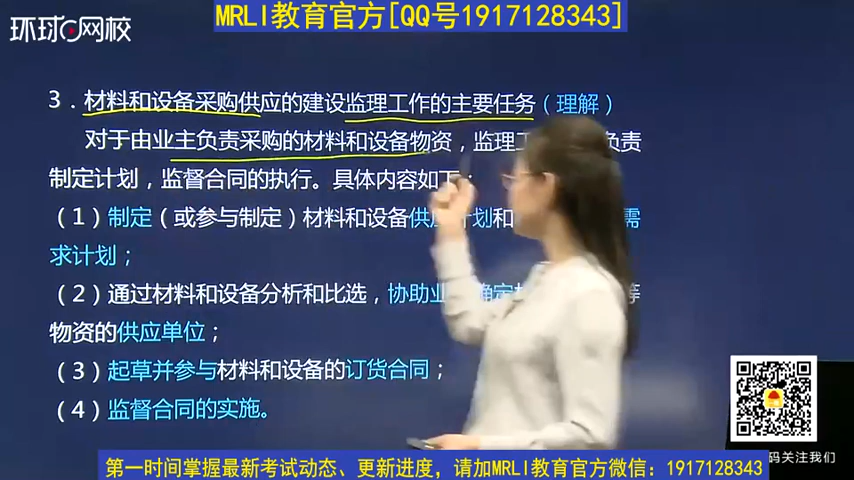 MRLI教育官方[QQ号1917128343]
环球网校
3．材料和设备采购供应的建设监理工作的主要任务（理解）
对于由业主负责采购的材料和设备物资，监理工 负责
制定计划，监督合同的执行。具体内容如下：
（1）制定（或参与制定）材料和设备供应计划和 需
求计划；
（2）通过材料和设备分析和比选，协助业 确定 等
物资的供应单位；
（3）起草并参与材料和设备的订货合同；
（4）监督合同的实施。
码关注我们
第一时间掌握最新考试动态、更新进度，请加MRLI教育官方微信：1917128343